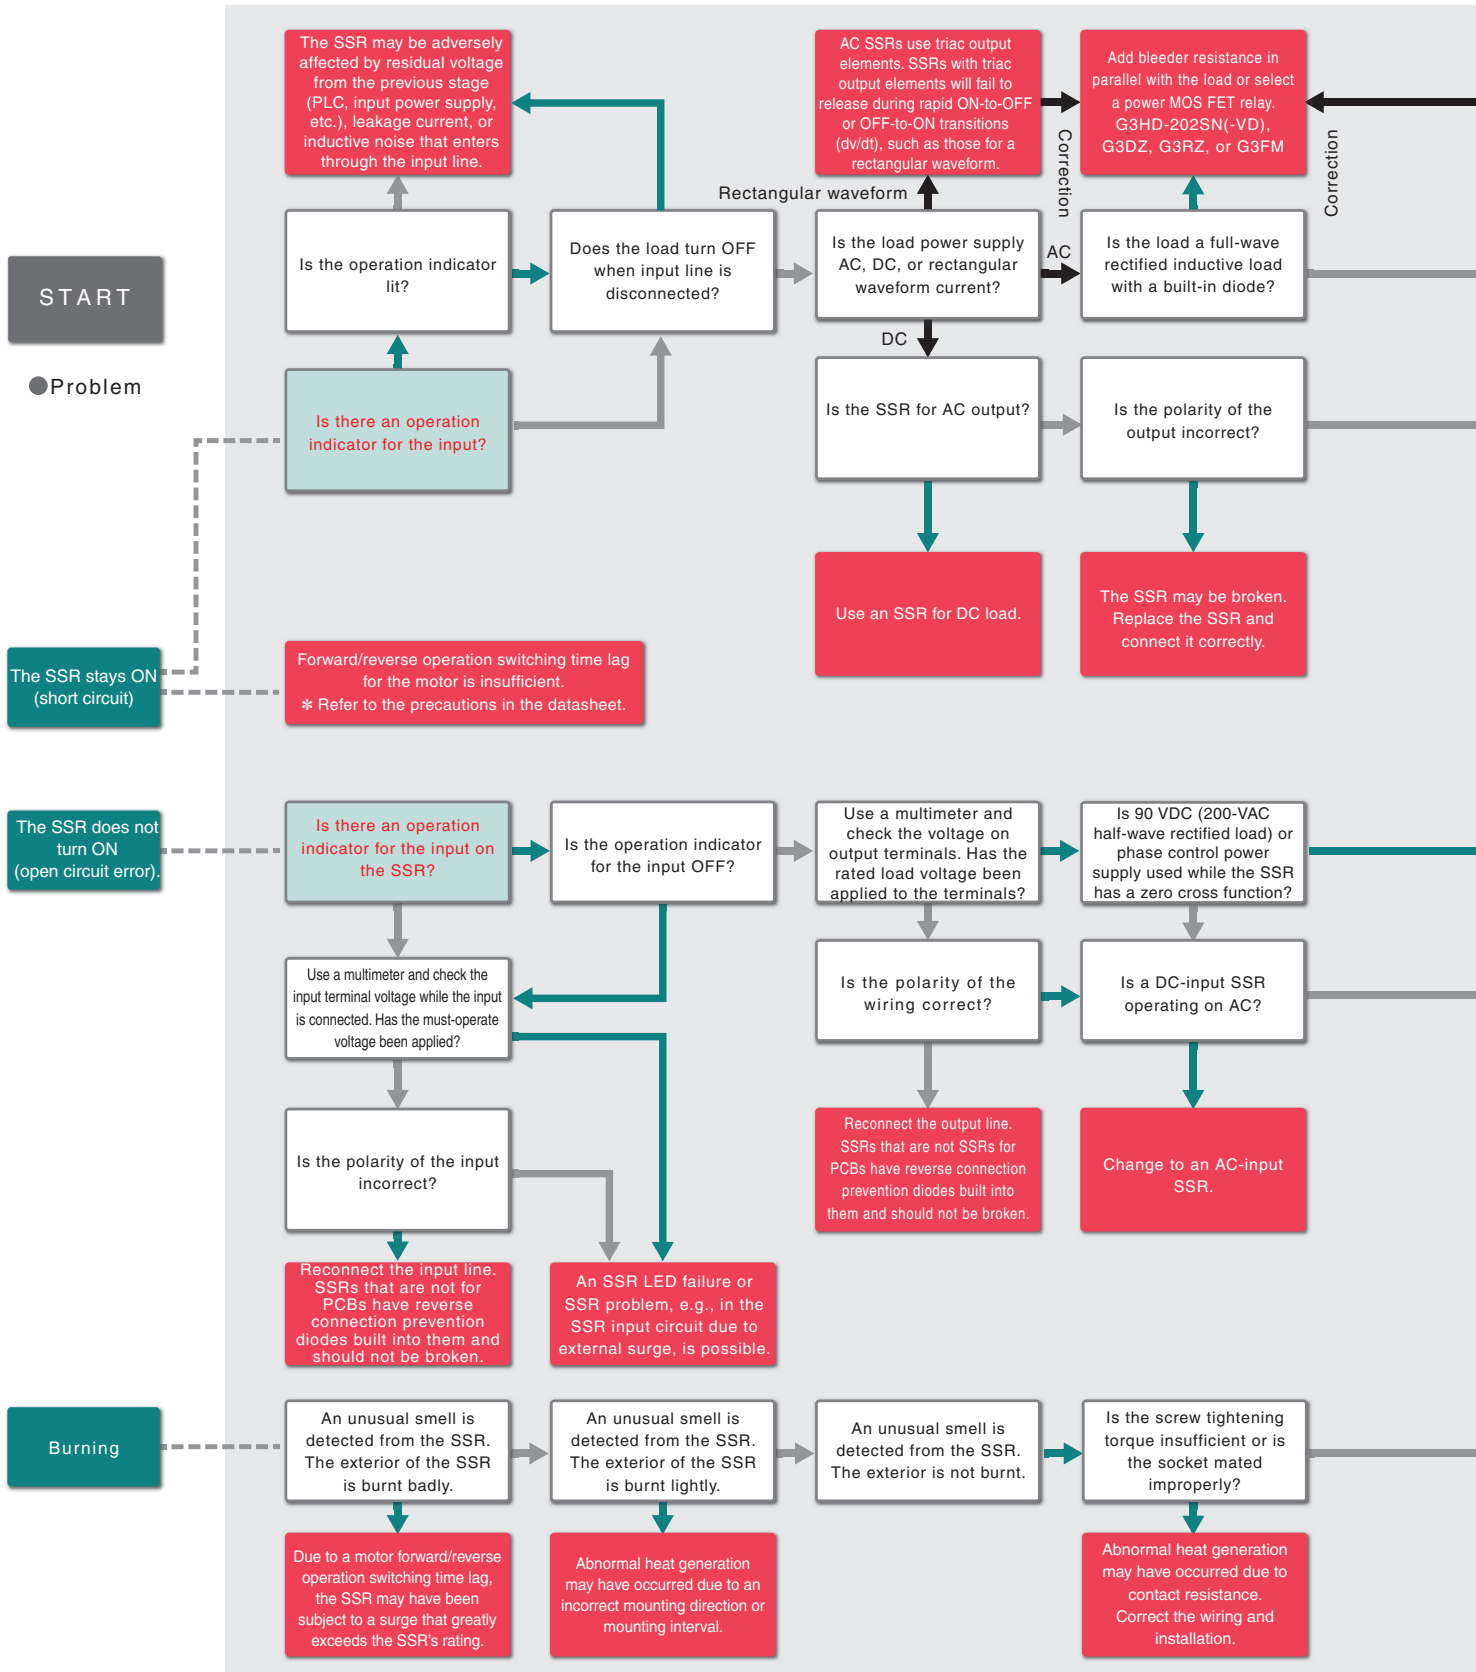 START
●Problem
The SSR may be adversely
affected by residual voltage
from the previous stage
(PLC, input power supply,
etc.), leakage current, or
inductive noise that enters
through the input line.
AC SSRs use triac output
elements. SSRs with triac
output elements will fail to
release during rapid ON-to-OFF
or OFF-to-ON transitions
(dv/dt), such as those for a
rectangular waveform.
Correction
Add bleeder resistance in
parallel with the load or select
a power MOS FET relay.
G3HD-202SN(-VD),
G3DZ, G3RZ, or G3FM
Correction
Rectangular waveform
Is the operation indicator
lit?
Does the load turn OFF
when input line is
disconnected?
Is the load power supply
AC, DC, or rectangular
waveform current?
AC
Is the load a full-wave
rectified inductive load
with a built-in diode?
DC
Is there an operation
indicator for the input?
Is the SSR for AC output?
Is the polarity of the
output incorrect?
Use an SSR for DC load.
The SSR may be broken.
Replace the SSR and
connect it correctly.
The SSR stays ON
(short circuit)
Forward/reverse operation switching time lag
for the motor is insufficient.
✻ Refer to the precautions in the datasheet.
The SSR does not
turn ON
(open circuit error).
Is there an operation
indicator for the input on
the SSR?
Is the operation indicator
for the input OFF?
Use a multimeter and
check the voltage on
output terminals. Has the
rated load voltage been
applied to the terminals?
Is 90 VDC (200-VAC
half-wave rectified load) or
phase control power
supply used while the SSR
has a zero cross function?
Use a multimeter and check the
input terminal voltage while the input
is connected. Has the must-operate
voltage been applied?
Is the polarity of the
wiring correct?
Is a DC-input SSR
operating on AC?
Is the polarity of the input
incorrect?
Reconnect the output line.
SSRs that are not SSRs for
PCBs have reverse connection
prevention diodes built into
them and should not be broken.
Change to an AC-input
SSR.
Reconnect the input line.
SSRs that are not for
PCBs have reverse
connection prevention
diodes built into them and
should not be broken.
An SSR LED failure or
SSR problem, e.g., in the
SSR input circuit due to
external surge, is possible.
Burning
An unusual smell is
detected from the SSR.
The exterior of the SSR
is burnt badly.
An unusual smell is
detected from the SSR.
The exterior of the SSR
is burnt lightly.
An unusual smell is
detected from the SSR.
The exterior is not burnt.
Is the screw tightening
torque insufficient or is
the socket mated
improperly?
Due to a motor forward/reverse
operation switching time lag,
the SSR may have been
subject to a surge that greatly
exceeds the SSR's rating.
Abnormal heat generation
may have occurred due to an
incorrect mounting direction or
mounting interval.
Abnormal heat generation
may have occurred due to
contact resistance.
Correct the wiring and
installation.